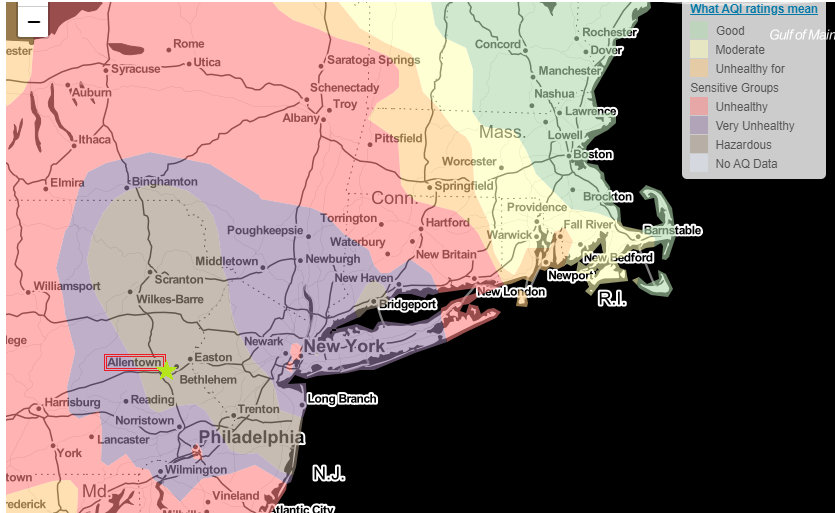 −
What AQI ratings mean
Good
Moderate
Unhealthy for
Sensitive Groups
Unhealthy
Very Unhealthy
Hazardous
No AQ Data
Gulf of Main
Rochester
Dover
Concord
ester
Rome
Utica
Syracuse
Saratoga Springs
Manchester
Auburn
Schenectady
Nashua
Troy
Albany
Lawrence
Ithaca
Pittsfield
Mass.
Lowell
Worcester
Boston
Elmira
Binghamton
Springfield
Conn.
Brockton
Providence
Torrington
Hartford
Fall River
Poughkeepsie
Warwick
Barnstable
Waterbury
Middletown
Newburgh
New Britain
New Bedford
Scranton
New Haven
Newport
Williamsport
Wilkes-Barre
Bridgeport
New London
R.I.
lege
Newark
New York
Allentown
Easton
Bethlehem
Harrisburg
Reading
Long Branch
Trenton
Norristown
Lancaster
Philadelphia
York
Wilmington
N.J.
town
Md.
Vineland
rederick
Atlantic City